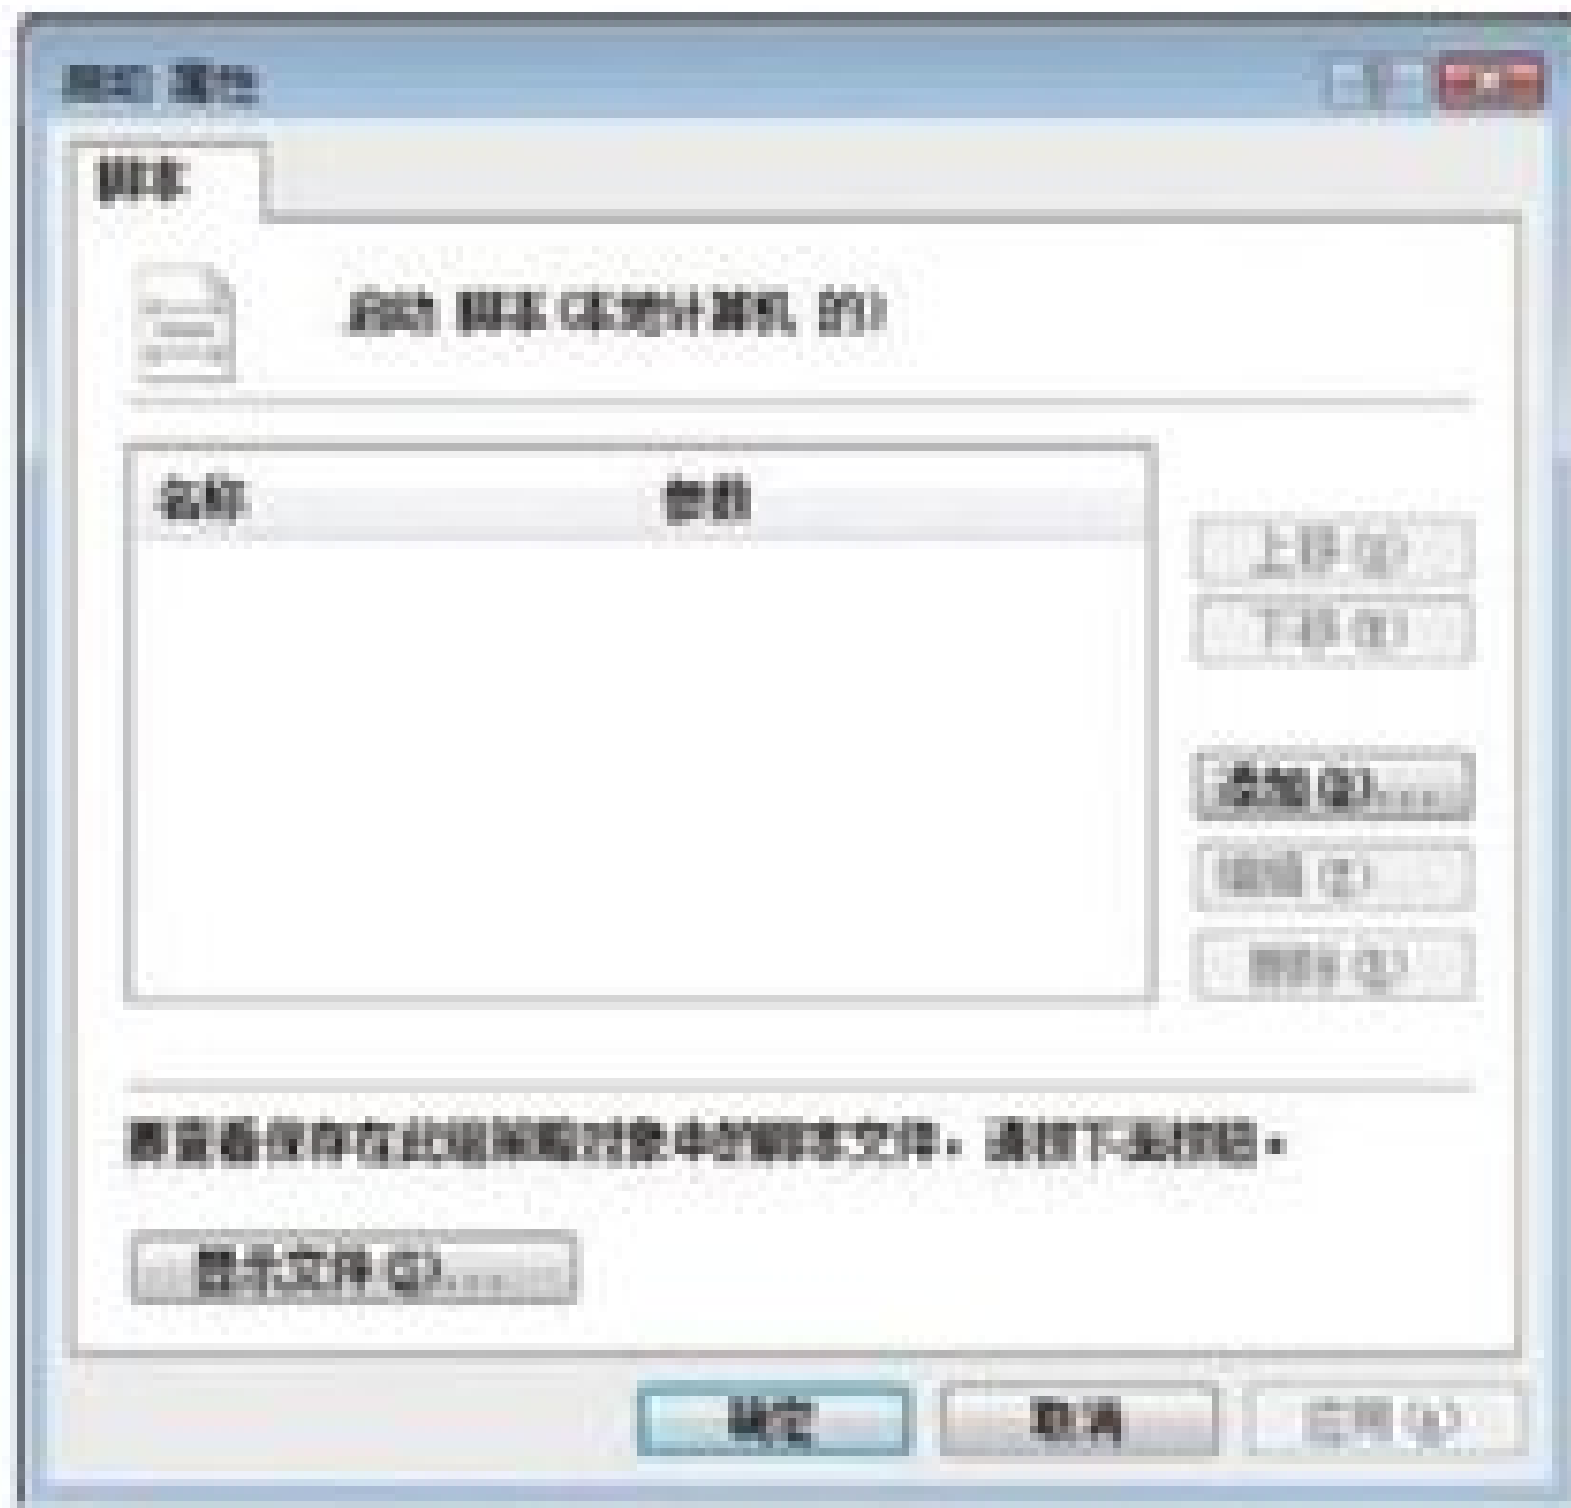 启动 属性
脚本
启动 脚本(本地计算机 的)
名称 参数
上移(U)
下移(W)
添加(D)...
编辑(E)
删除(R)
要查看保存在此组策略对象中的脚本文件，请按下面按钮。
显示文件(S)...
确定 取消 应用(A)